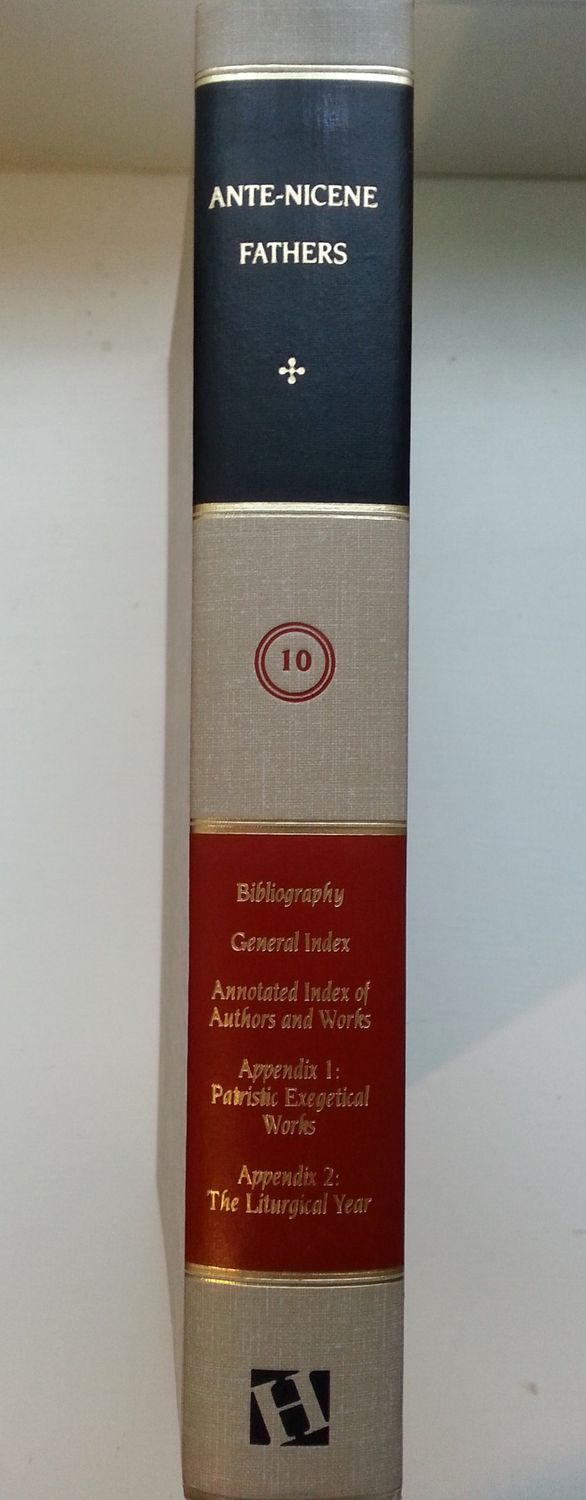 ANTE-NICENE
FATHERS
10
Bibliography
General Index
Annotated Index of
Authors and Works
Appendix 1:
Patristic Exegetical
Works
Appendix 2:
The Liturgical Year
H